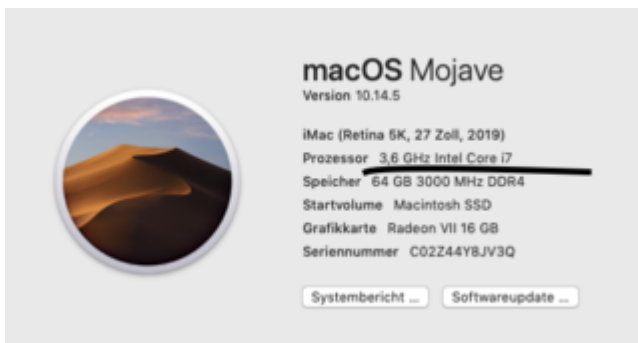 macOS Mojave
Version 10.14.5
iMac (Retina 5K, 27 Zoll, 2019)
Prozessor 3,6 GHz Intel Core i7
Speicher 64 GB 3000 MHz DDR4
Startvolume Macintosh SSD
Grafikkarte Radeon VII 16 GB
Seriennummer C02Z44Y8JV3Q
Systembericht ...
Softwareupdate ...